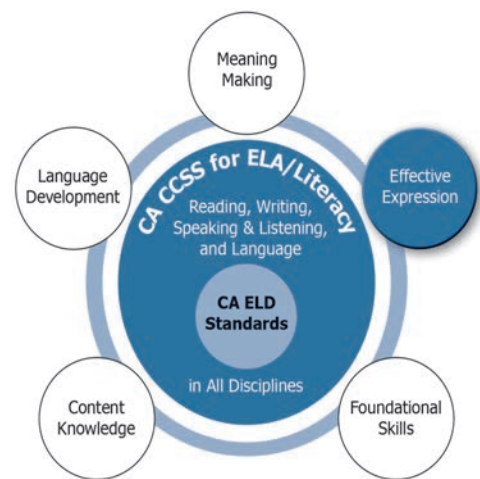 Meaning
Making
Language
Development
Effective
Expression
CA CCSS for ELA/Literacy
Reading, Writing,
Speaking & Listening,
and Language
CA ELD
Standards
in All Disciplines
Content
Knowledge
Foundational
Skills